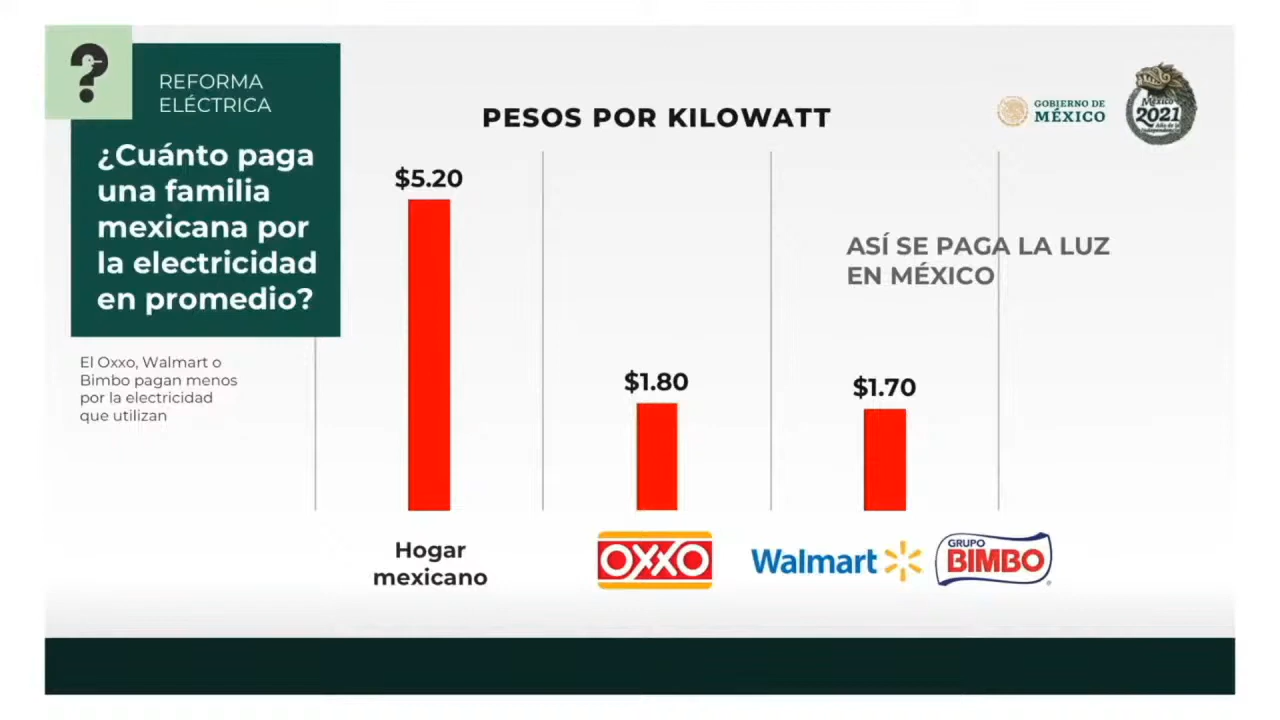 REFORMA
ELÉCTRICA
¿Cuánto paga
una familia
mexicana por
la electricidad
en promedio?
El Oxxo, Walmart o
Bimbo pagan menos
por la electricidad
que utilizan
PESOS POR KILOWATT
GOBIERNO DE
MÉXICO
México
2021
$5.20
$1.80
$1.70
ASÍ SE PAGA LA LUZ
EN MÉXICO
Hogar
mexicano
OXXO
Walmart
GRUPO
BIMBO